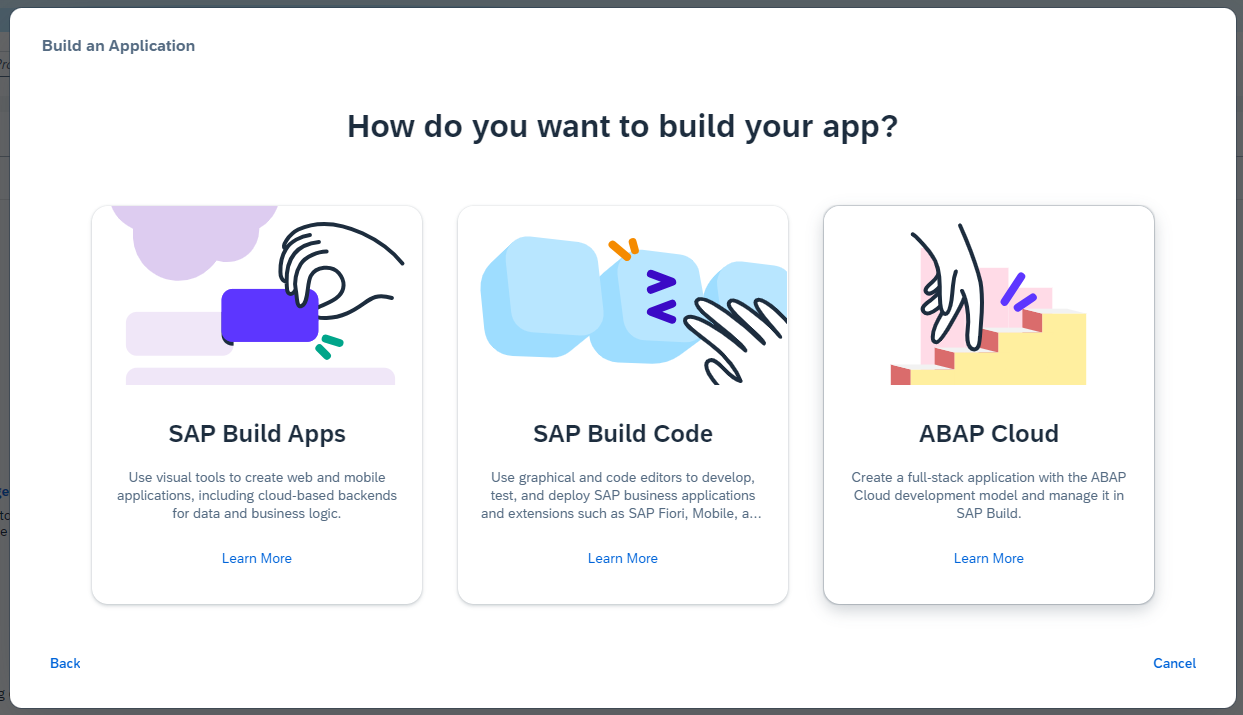 Build an Application
How do you want to build your app?
SAP Build Apps
Use visual tools to create web and mobile
applications, including cloud-based backends
for data and business logic.
Learn More
SAP Build Code
Use graphical and code editors to develop,
test, and deploy SAP business applications
and extensions such as SAP Fiori, Mobile, a...
Learn More
ABAP Cloud
Create a full-stack application with the ABAP
Cloud development model and manage it in
SAP Build.
Learn More
Back
Cancel